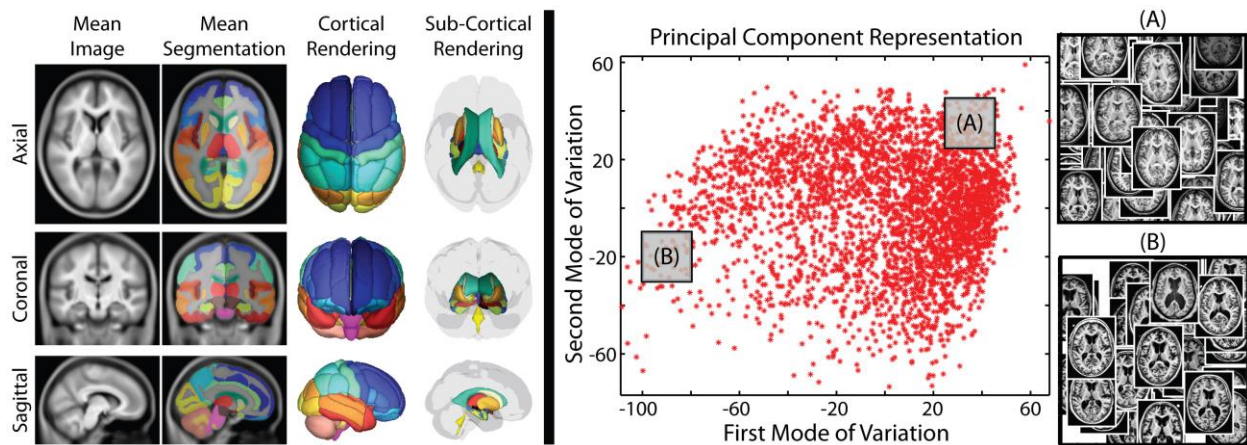 Mean
Image
Mean
Segmentation
Cortical
Rendering
Sub-Cortical
Rendering
Axial
Coronal
Sagittal
Principal Component Representation
Second Mode of Variation
60
20
-20
-60
(A)
(B)
-100
-60
-20
20
60
First Mode of Variation
(A)
(B)